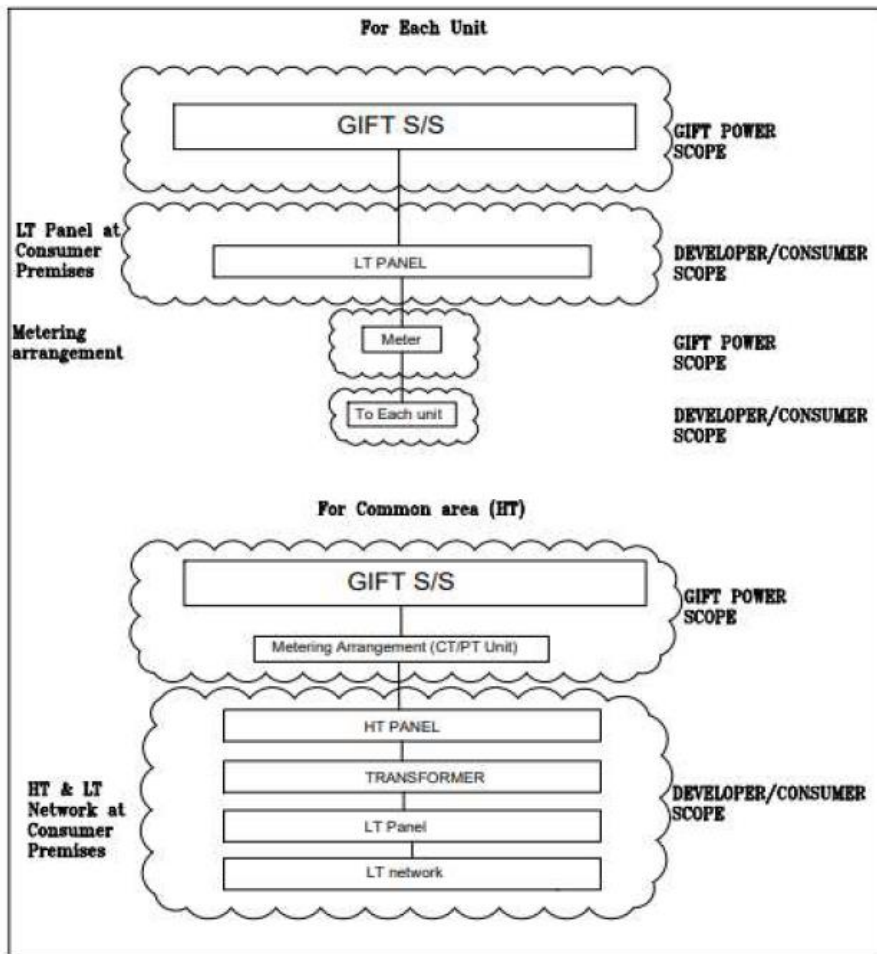 For Each Unit
GIFT S/S
GIFT POWER
SCOPE
LT Panel at
Consumer
Premises
LT PANEL
DEVELOPER/CONSUMER
SCOPE
Metering
arrangement
Meter
GIFT POWER
SCOPE
To Each unit
DEVELOPER/CONSUMER
SCOPE
For Common area (HT)
GIFT S/S
GIFT POWER
SCOPE
Metering Arrangement (CT/PT Unit)
HT PANEL
TRANSFORMER
HT & LT
Network at
Consumer
Premises
DEVELOPER/CONSUMER
SCOPE
LT Panel
LT network